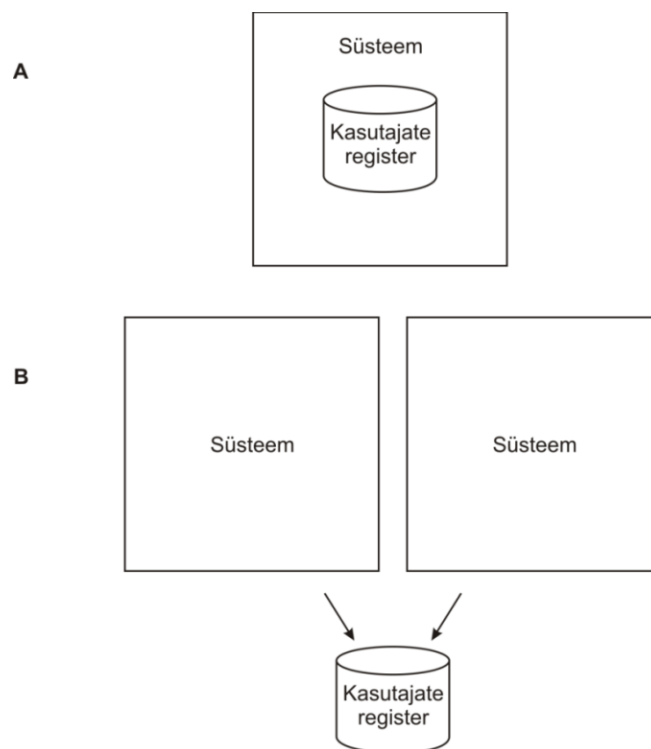 A
Süsteem
Kasutajate
register
B
Süsteem
Süsteem
Kasutajate
register